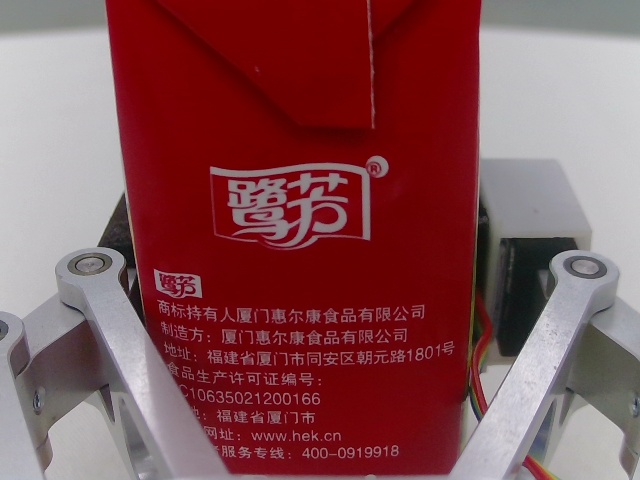 鹭芳®
鹭芳
商标持有人厦门惠尔康食品有限公司
制造方：厦门惠尔康食品有限公司
地址：福建省厦门市同安区朝元路1801号
食品生产许可证编号：
C10635021200166
地：福建省厦门市
网址：www.hek.cn
服务专线：400-0919918